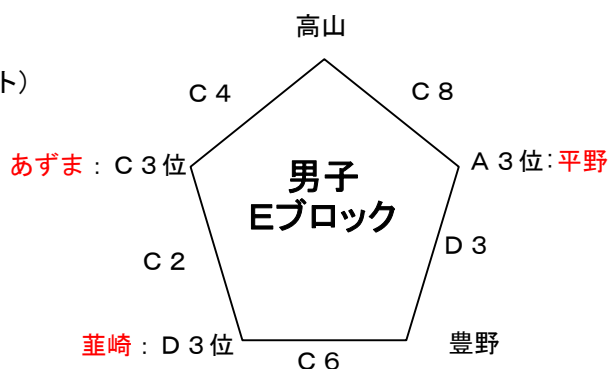 高山
ト)
C4
C8
あずま：C3位
A3位:平野
男子
Eブロック
C2
D3
韮崎：D3位
豊野
C6